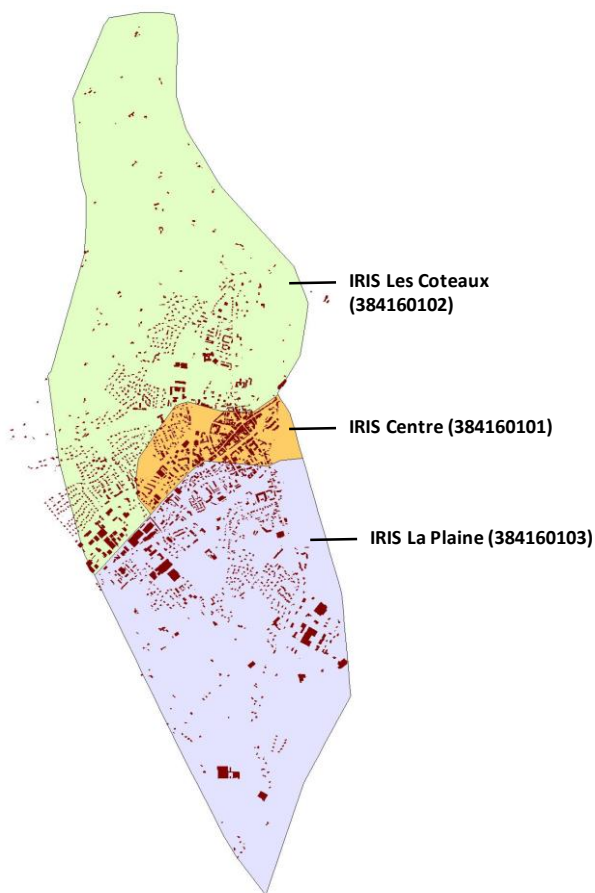 IRIS Les Coteaux
(384160102)
IRIS Centre (384160101)
IRIS La Plaine (384160103)